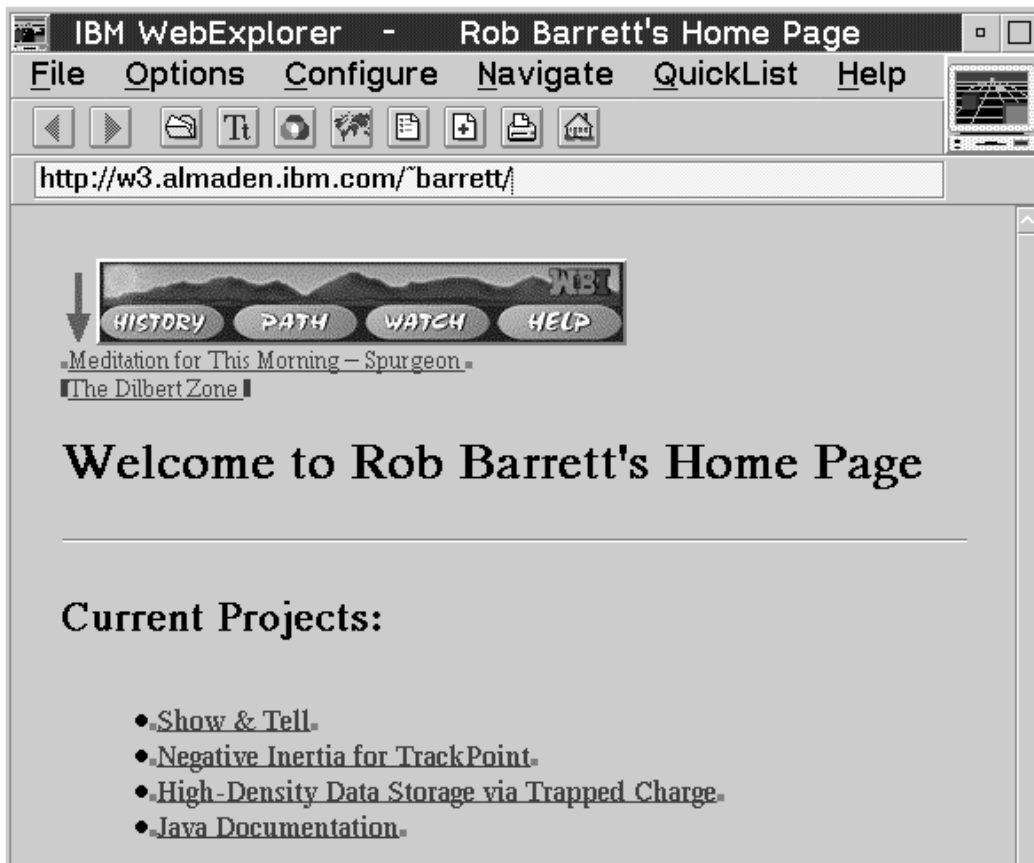 IBM WebExplorer - Rob Barrett's Home Page
File Options Configure Navigate QuickList Help
Tt
http://w3.almaden.ibm.com/~barrett/
WBI
HISTORY PATH WATCH HELP
Meditation for This Morning – Spurgeon
The Dilbert Zone
Welcome to Rob Barrett's Home Page
Current Projects:
Show & Tell
Negative Inertia for TrackPoint
High-Density Data Storage via Trapped Charge
Java Documentation